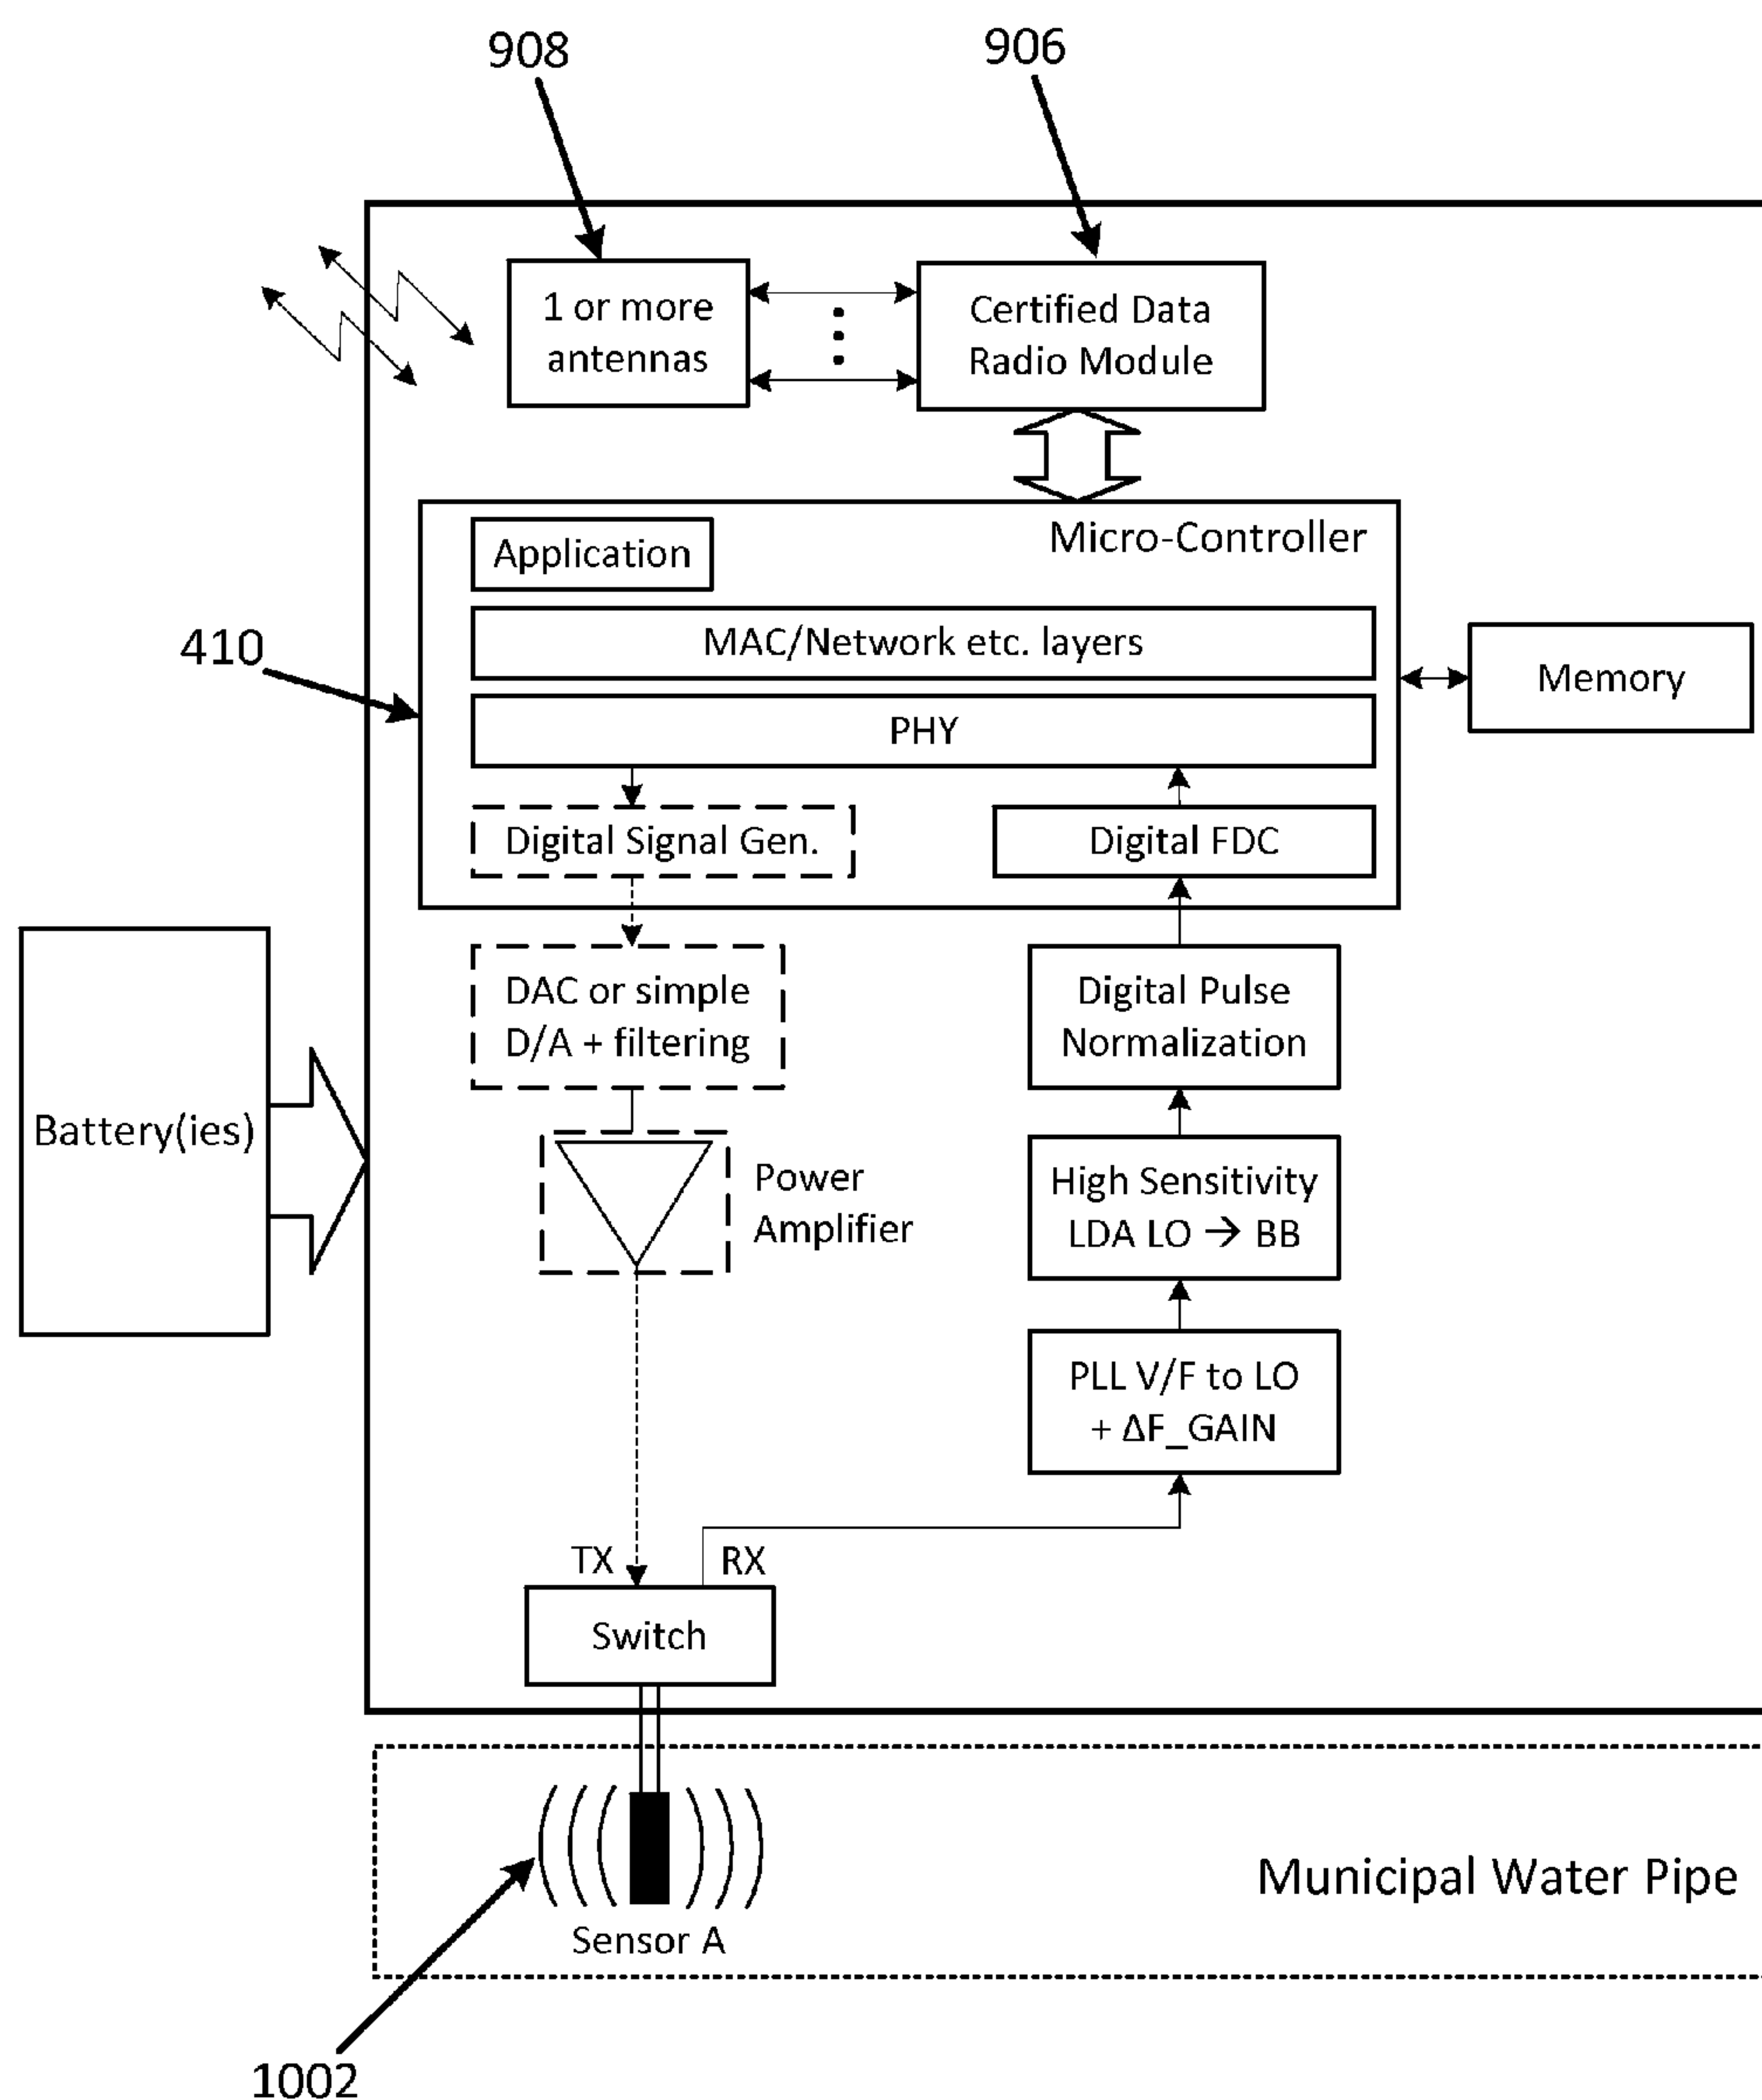 908
906
1 or more
antennas
Certified Data
Radio Module
Micro-Controller
Application
410
MAC/Network etc. layers
Memory
PHY
Digital Signal Gen.
Digital FDC
DAC or simple
D/A + filtering
Digital Pulse
Normalization
Battery(ies)
Power
Amplifier
High Sensitivity
LDA LO → BB
PLL V/F to LO
+ ΔF_GAIN
TX
RX
Switch
Municipal Water Pipe
Sensor A
1002